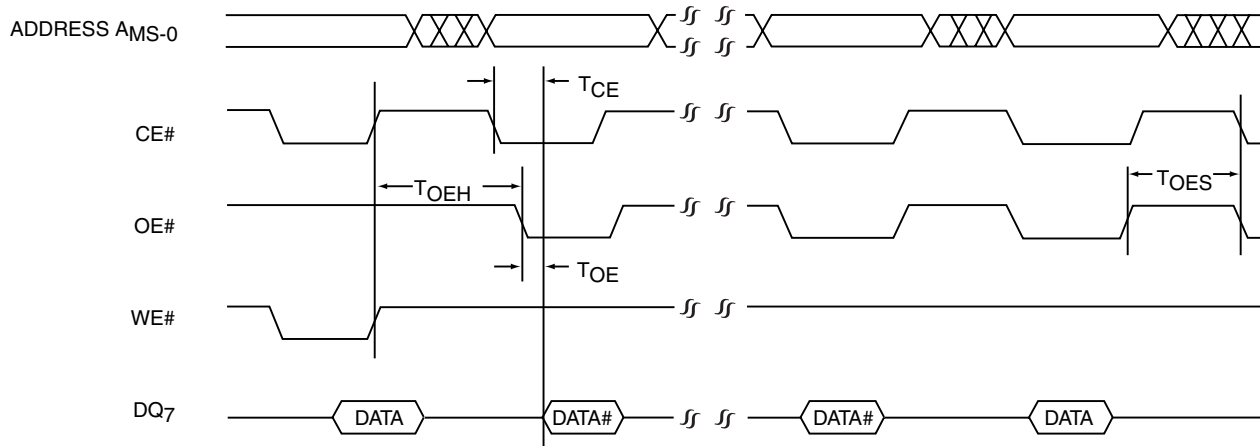 ADDRESS AMS-0
TCE
CE#
TOEH
TOES
OE#
TOE
WE#
DQ7
DATA
DATA#
DATA#
DATA